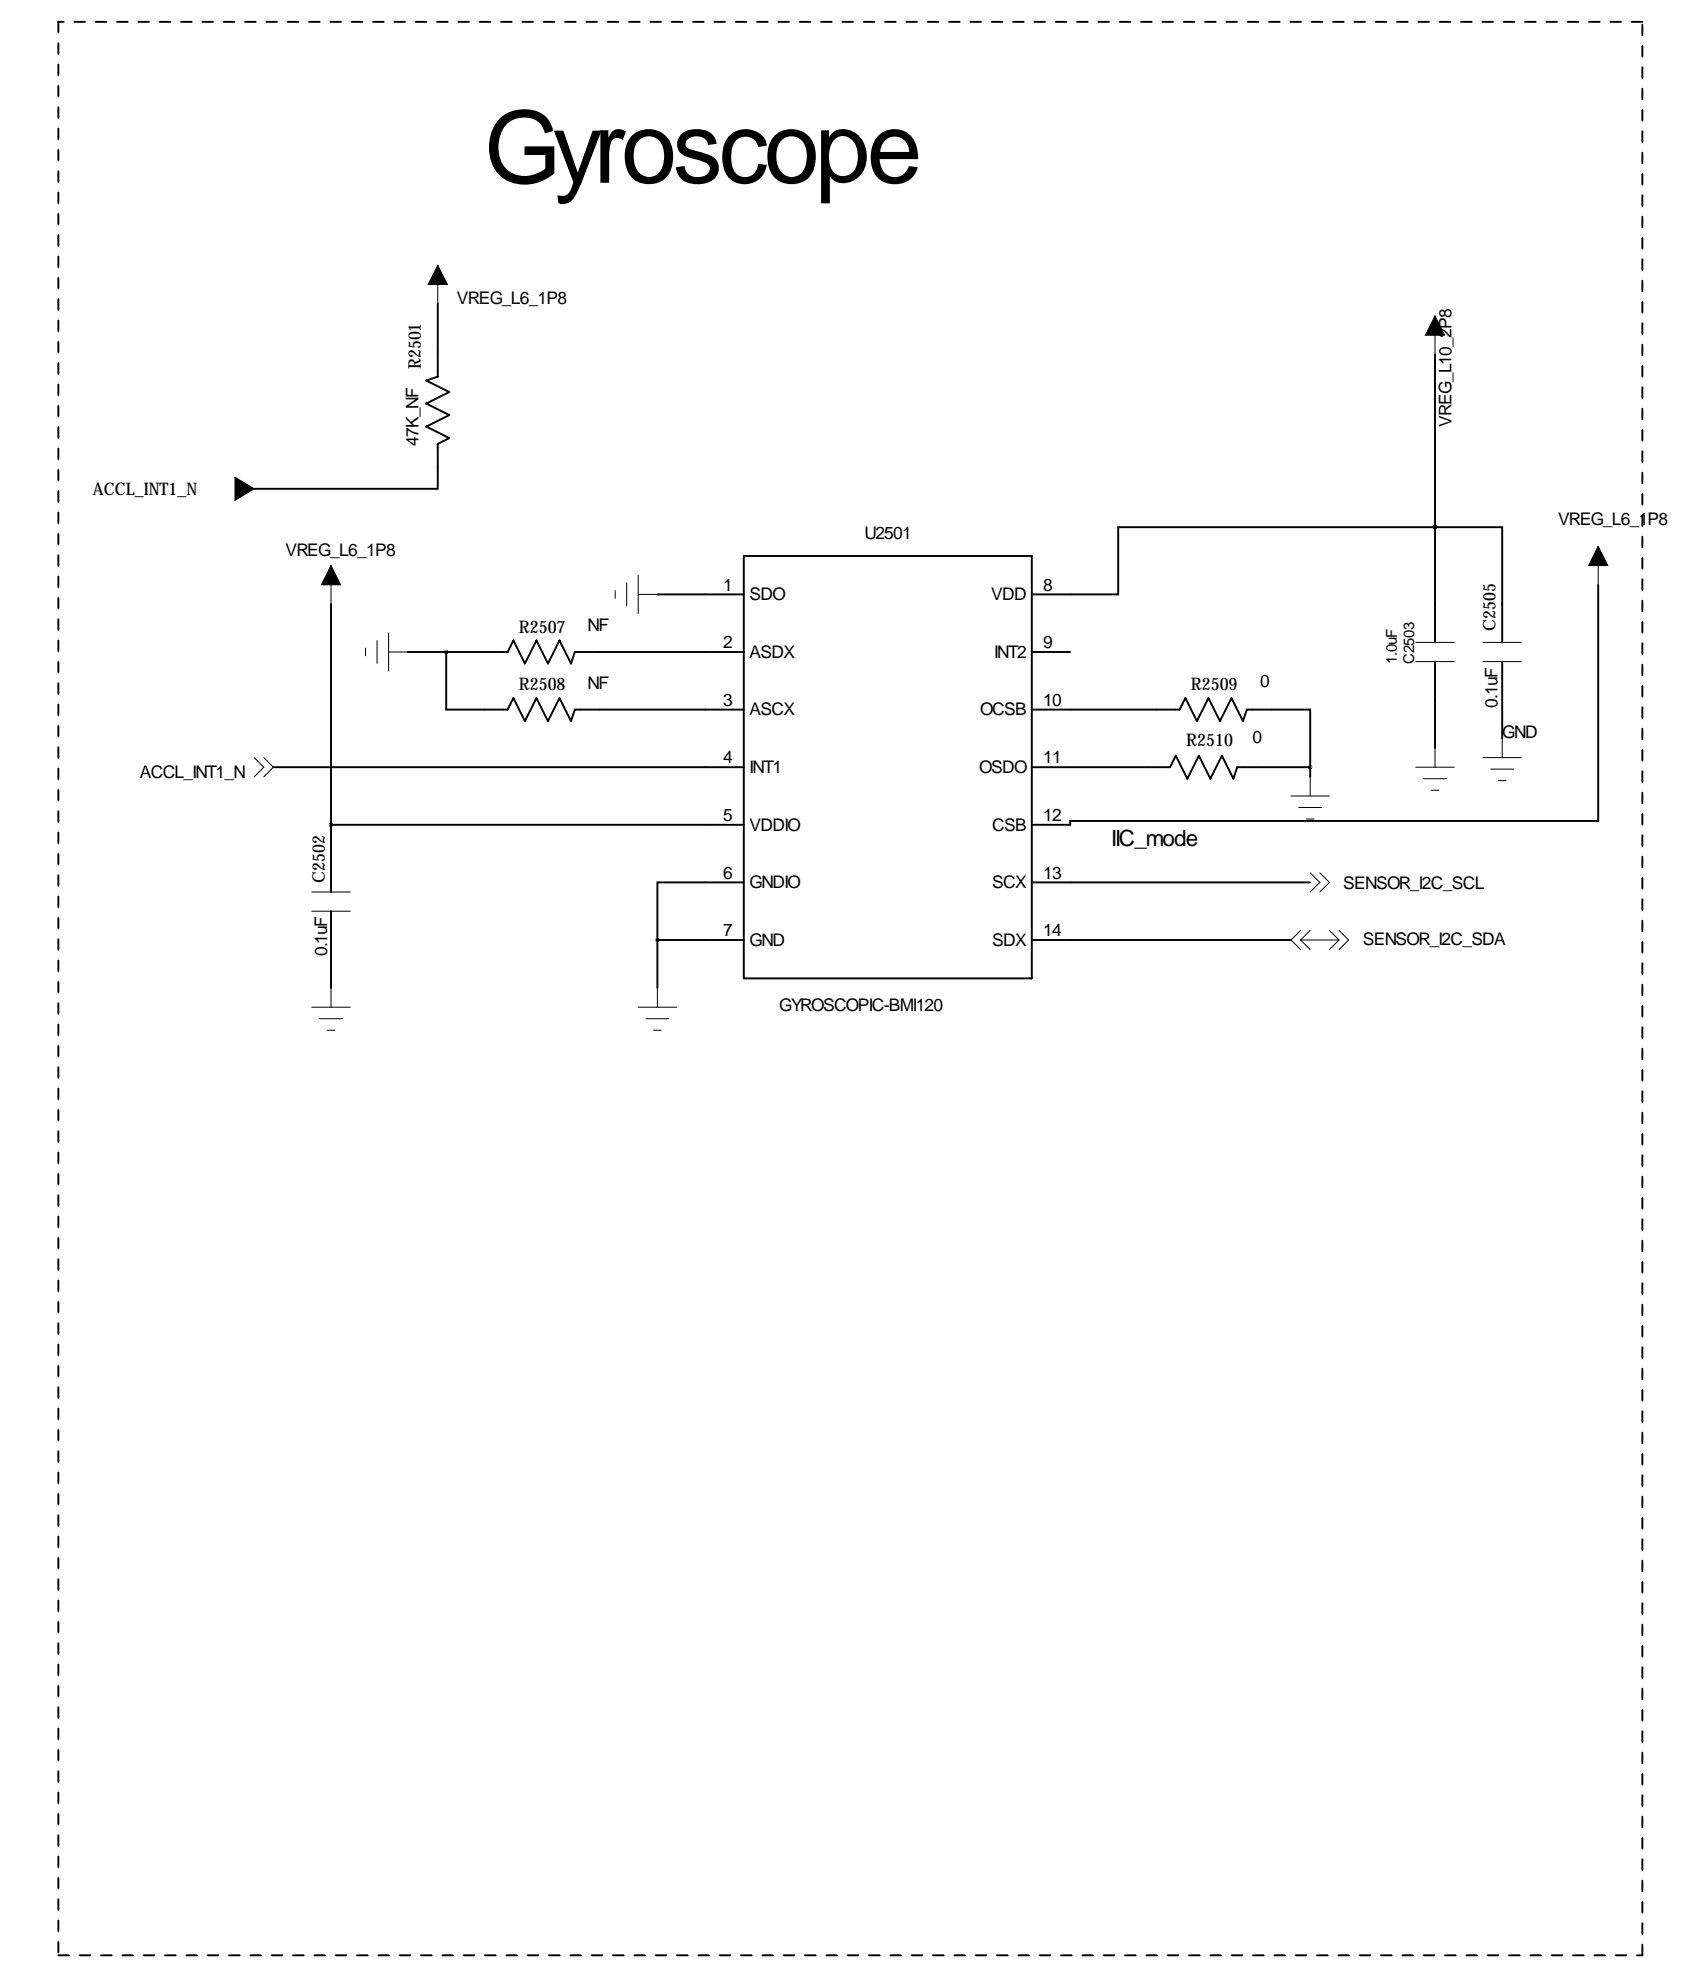 Gyroscope
VREG_L6_1P8
R2501
47K_NF
ACCL_INT1_N
VREG_L10_2P8
VREG_L6_1P8
VREG_L6_1P8
U2501
1 SDO
VDD 8
R2507 NF
2 ASDX
INT2 9
1.0uF
C2503
C2505
0.1uF
GND
R2508 NF
3 ASCX
OCSB 10
R2509 0
R2510 0
ACCL_INT1_N
4 INT1
OSDO 11
5 VDDIO
CSB 12
IIC_mode
C2502
0.1uF
6 GNDIO
SCX 13
SENSOR_I2C_SCL
7 GND
SDX 14
SENSOR_I2C_SDA
GYROSCOPIC-BMI120